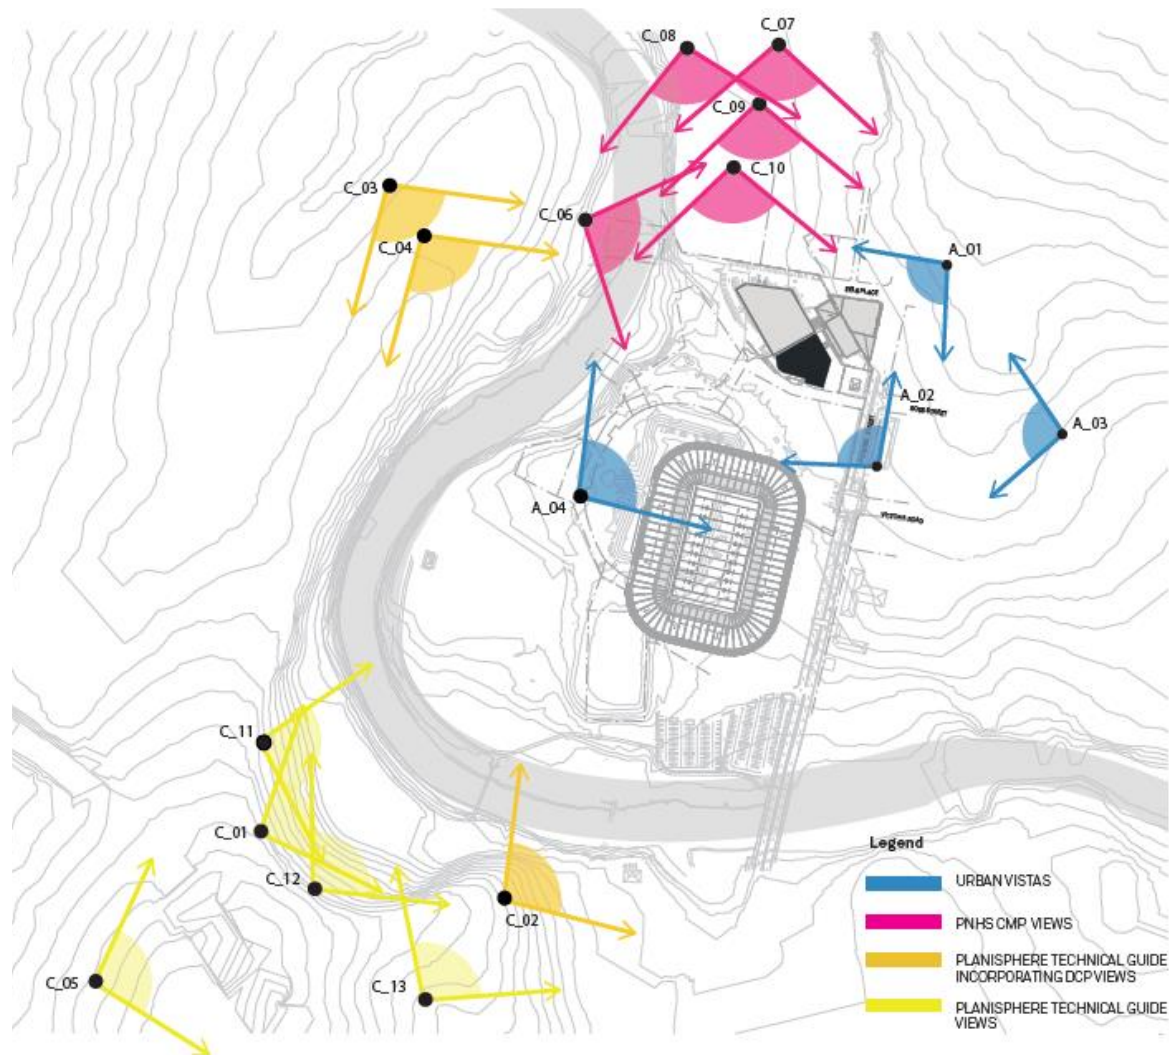 C_08
C_07
C_09
C_10
C_03
C_04
C_06
A_01
A_02
A_03
A_04
C_11
C_01
C_12
C_02
C_05
C_13
Legend
URBAN VISTAS
PNHS CMP VIEWS
PLANISPHERE TECHNICAL GUIDE
INCORPORATING DCP VIEWS
PLANISPHERE TECHNICAL GUIDE
VIEWS